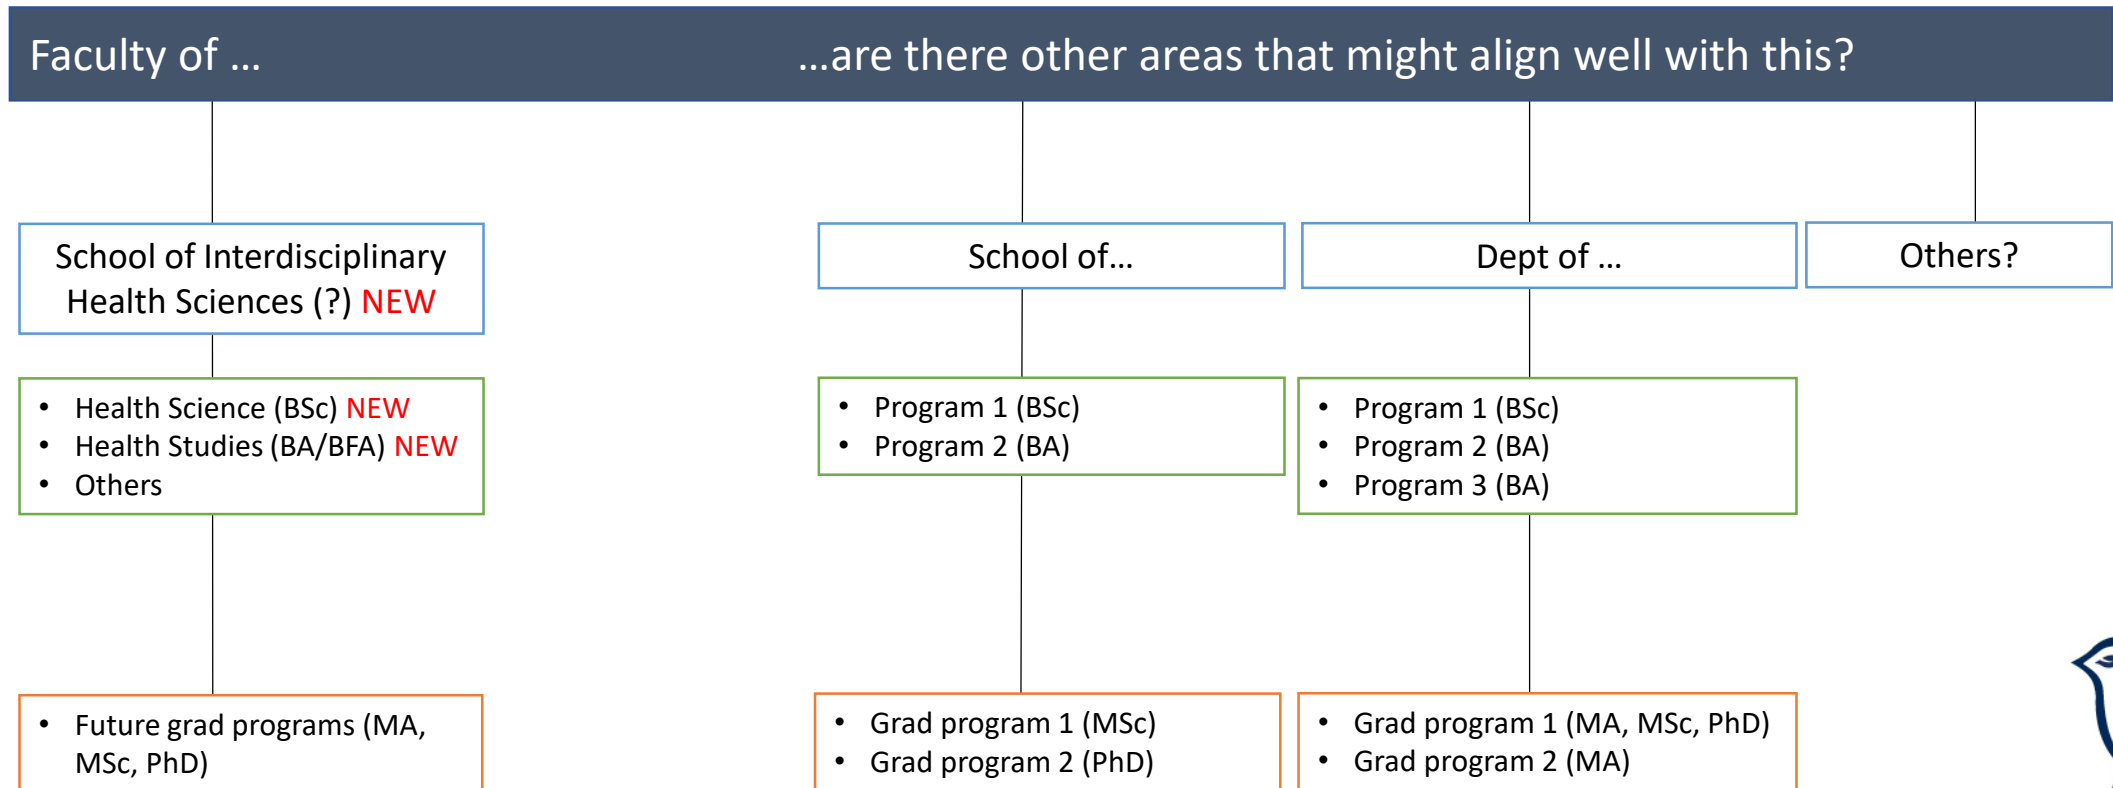 Faculty of ...
...are there other areas that might align well with this?
School of Interdisciplinary
Health Sciences (?) NEW
School of...
Dept of ...
Others?
• Health Science (BSc) NEW
• Health Studies (BA/BFA) NEW
• Others
• Program 1 (BSc)
• Program 2 (BA)
• Program 1 (BSc)
• Program 2 (BA)
• Program 3 (BA)
• Future grad programs (MA,
MSc, PhD)
• Grad program 1 (MSc)
• Grad program 2 (PhD)
• Grad program 1 (MA, MSc, PhD)
• Grad program 2 (MA)